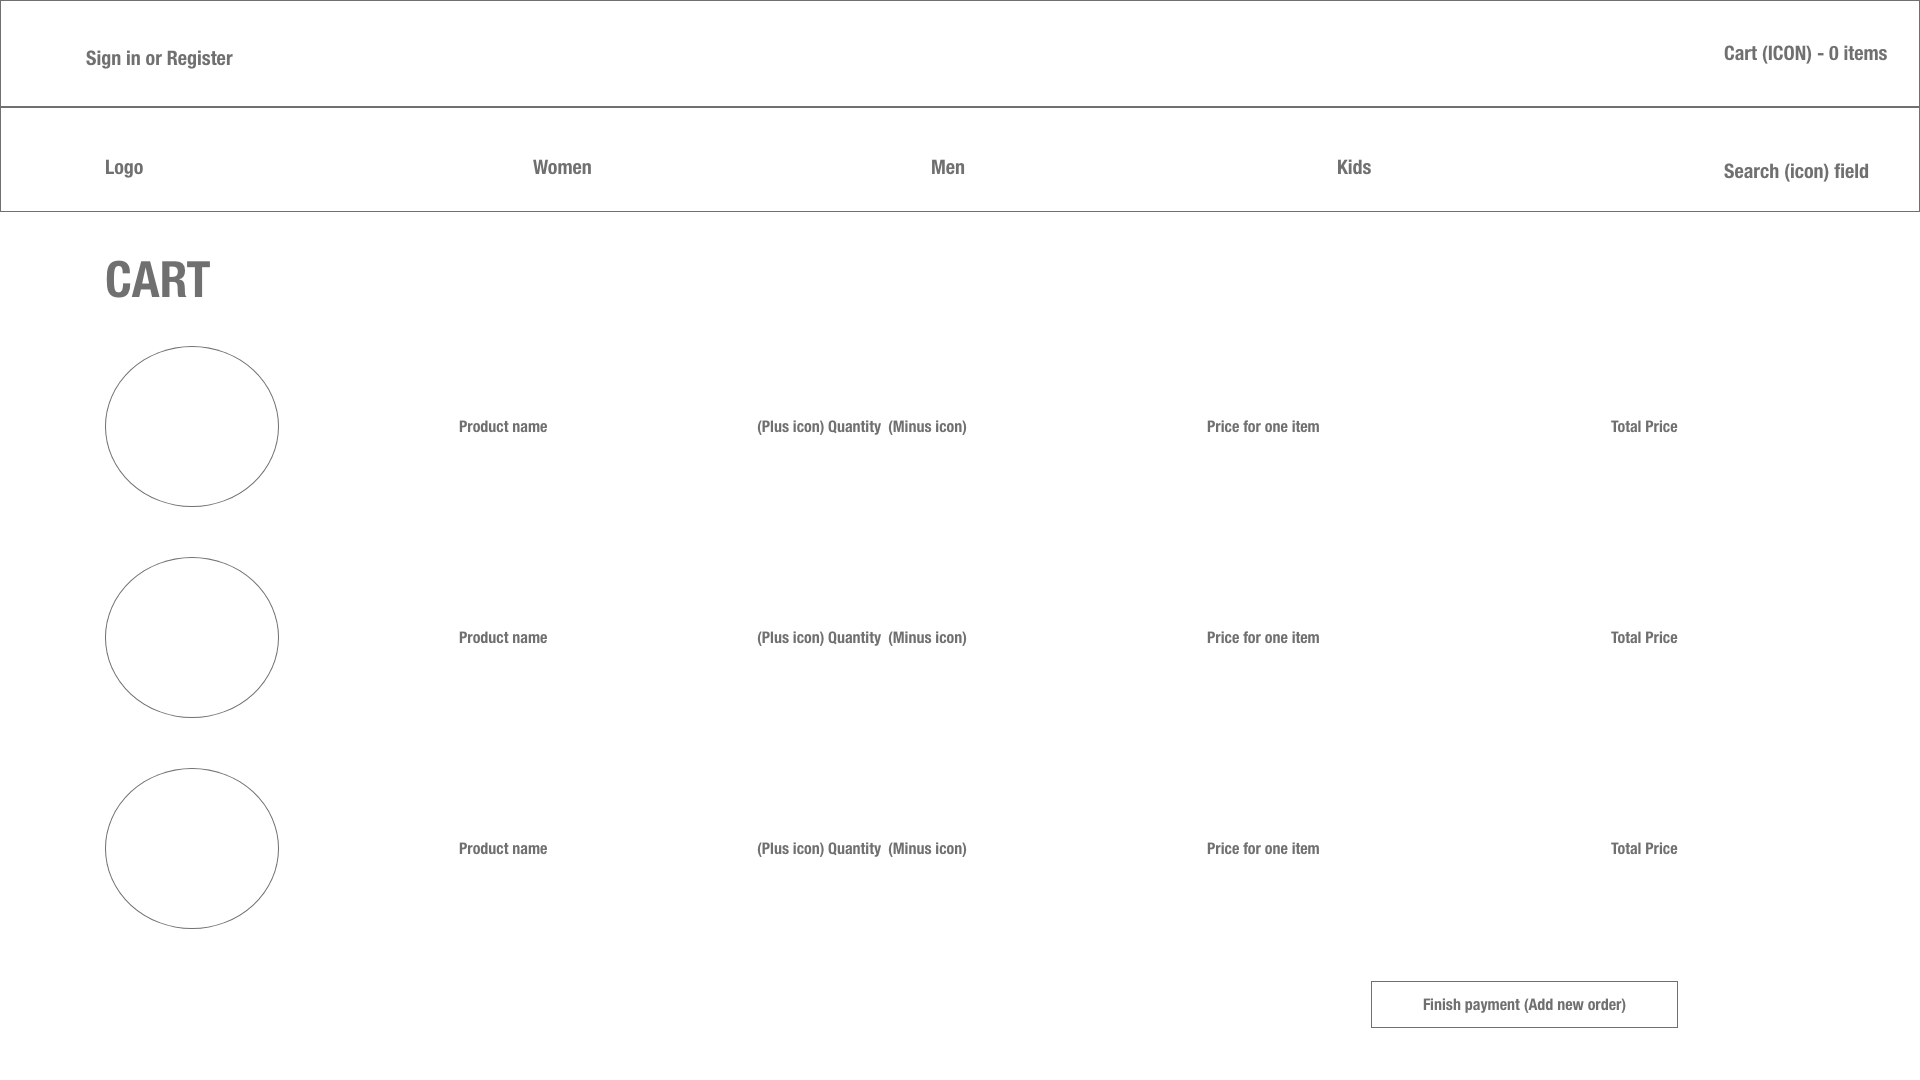 Sign in or Register
Cart (ICON) - 0 items
Logo
Women
Men
Kids
Search (icon) field
CART
Product name
(Plus icon) Quantity  (Minus icon)
Price for one item
Total Price
Product name
(Plus icon) Quantity  (Minus icon)
Price for one item
Total Price
Product name
(Plus icon) Quantity  (Minus icon)
Price for one item
Total Price
Finish payment (Add new order)